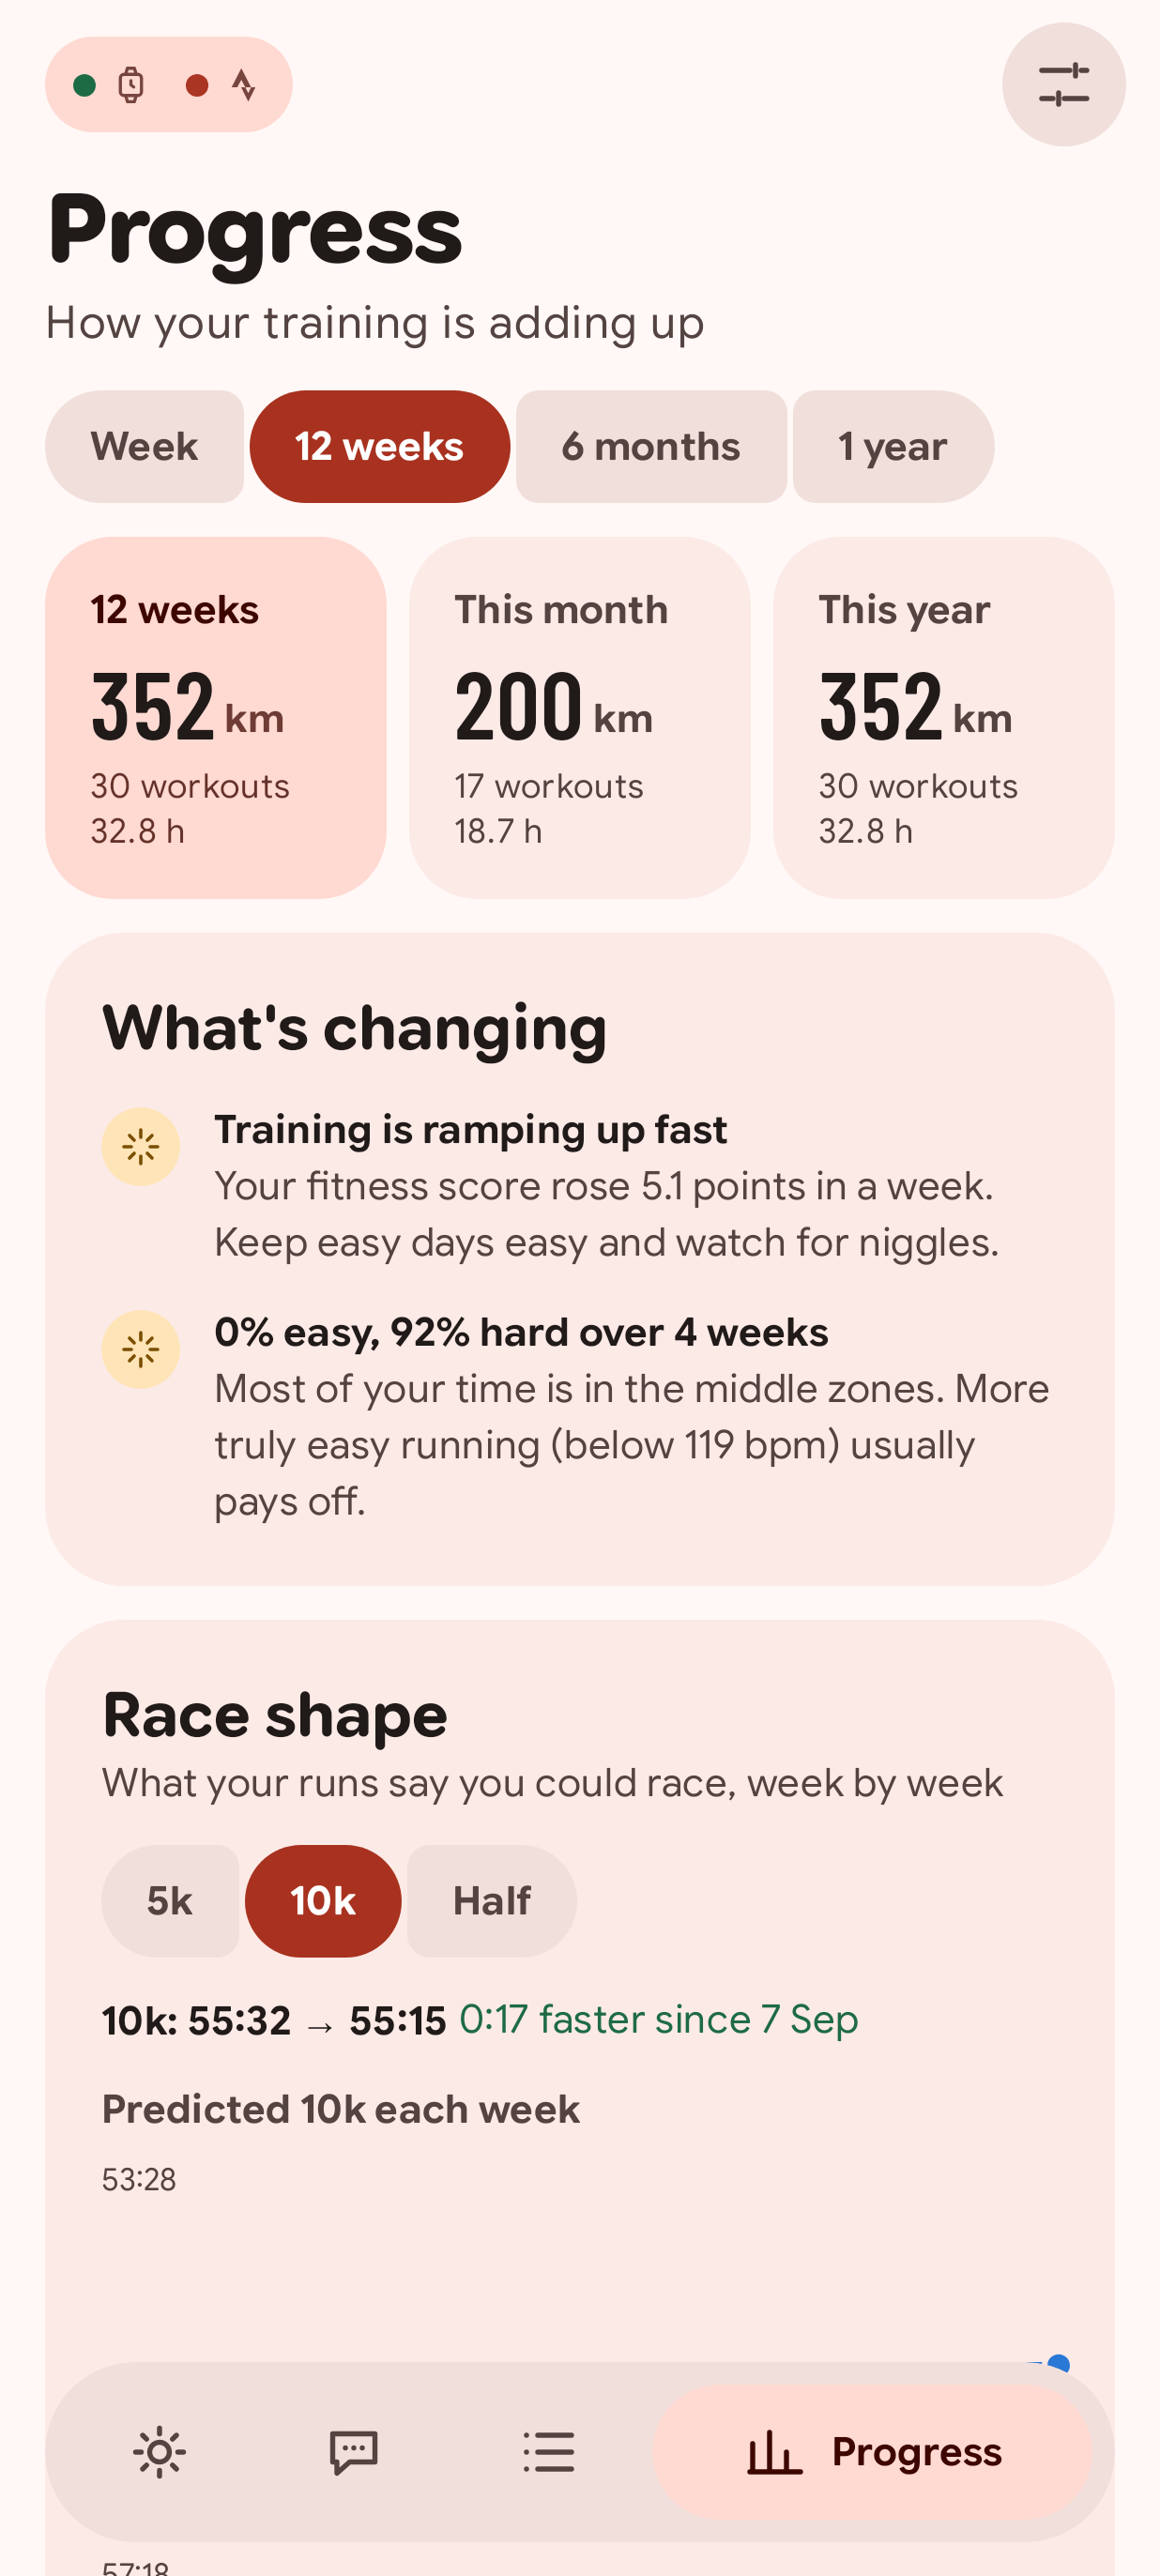 Progress
How your training is adding up
Week
12 weeks
6 months
1 year
12 weeks
352 km
30 workouts
32.8 h
This month
200 km
17 workouts
18.7 h
This year
352 km
30 workouts
32.8 h
What's changing
Training is ramping up fast
Your fitness score rose 5.1 points in a week.
Keep easy days easy and watch for niggles.
0% easy, 92% hard over 4 weeks
Most of your time is in the middle zones. More
truly easy running (below 119 bpm) usually
pays off.
Race shape
What your runs say you could race, week by week
5k
10k
Half
10k: 55:32 → 55:15 0:17 faster since 7 Sep
Predicted 10k each week
53:28
Progress
57:18